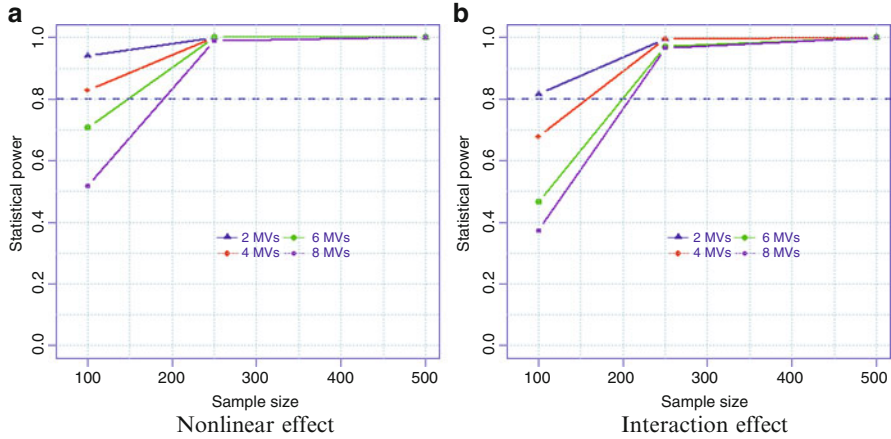 a
Statistical power
1.0
0.8
0.6
0.4
0.2
0.0
2 MVs 6 MVs
4 MVs 8 MVs
100 200 300 400 500
Sample size
Nonlinear effect
b
Statistical power
1.0
0.8
0.6
0.4
0.2
0.0
2 MVs 6 MVs
4 MVs 8 MVs
100 200 300 400 500
Sample size
Interaction effect